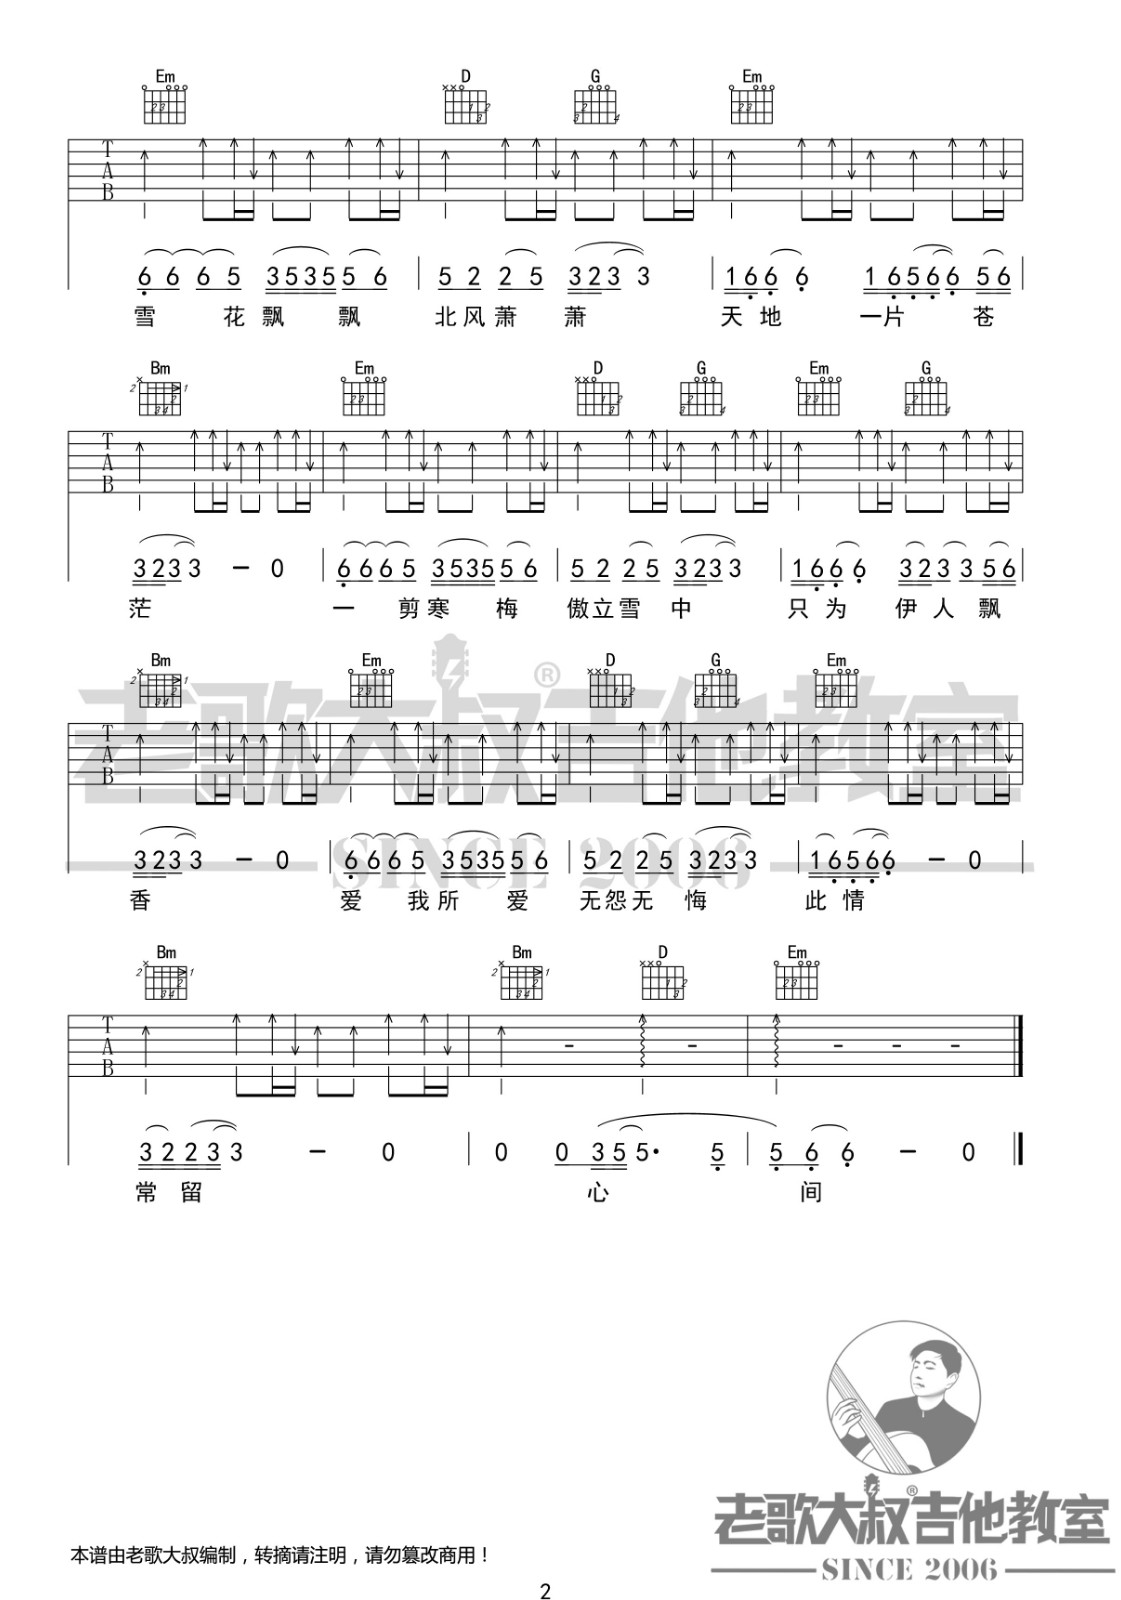 Em D G Em
T
A
B
6 6 6 5 3 5 3 5 5 6 5 2 2 5 3 2 3 3 1 6 6 6 1 6 5 6 6 5 6
雪 花 飘 飘 北 风 萧 萧 天 地 一 片 苍
Bm Em D G Em G
T
A
B
3 2 3 3 - 0 6 6 6 5 3 5 3 5 5 6 5 2 2 5 3 2 3 3 1 6 6 6 3 2 3 3 5 6
茫 一 剪 寒 梅 傲 立 雪 中 只 为 伊 人 飘
Bm Em D G Em
T
A
B
3 2 3 3 - 0 6 6 6 5 3 5 3 5 5 6 5 2 2 5 3 2 3 3 1 6 5 6 6 - 0
香 爱 我 所 爱 无 怨 无 悔 此 情
老歌大叔吉他教室®
SINCE 2006
Bm Bm D Em
T
A
B
3 2 2 3 3 - 0 0 0 3 5 5· 5 5 6 6 - 0
常 留 心 间
老歌大叔®吉他教室
SINCE 2006
本谱由老歌大叔编制，转摘请注明，请勿篡改商用！
2